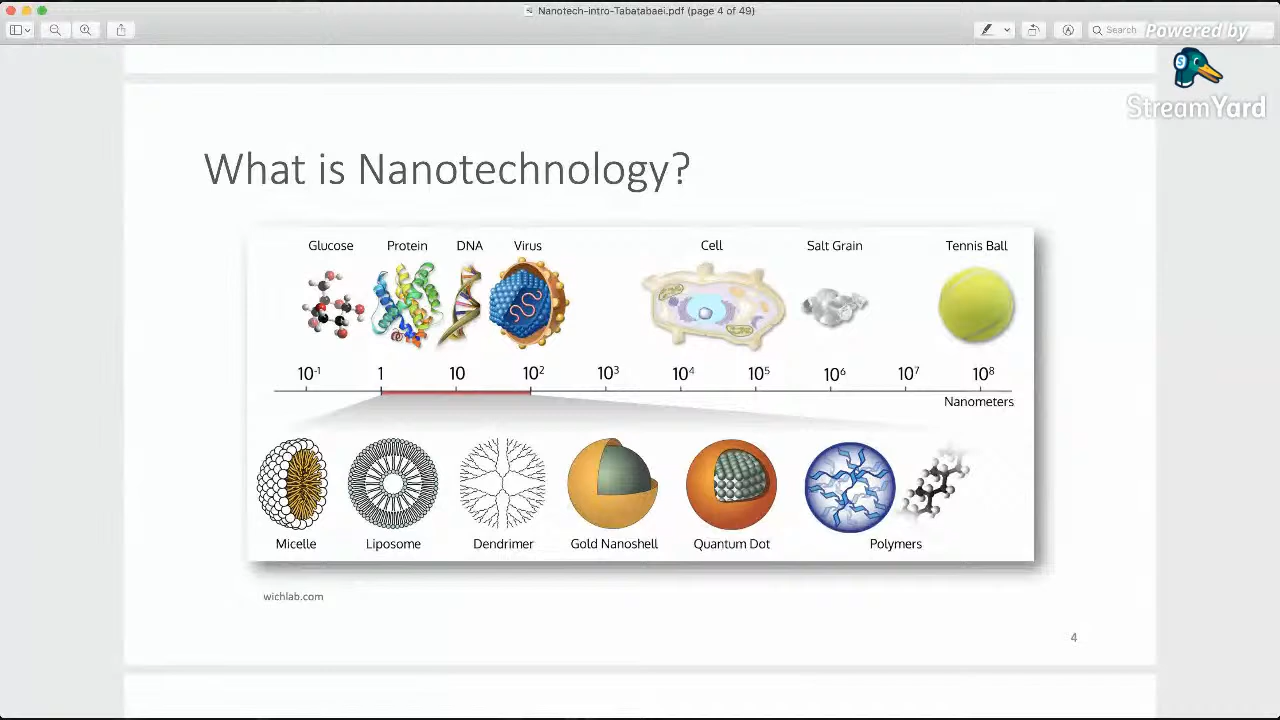 Nanotech-intro-Tabatabaei.pdf (page 4 of 49)
Search
Powered by
StreamYard
What is Nanotechnology?
Glucose Protein DNA Virus Cell Salt Grain Tennis Ball
10⁻¹ 1 10 10² 10³ 10⁴ 10⁵ 10⁶ 10⁷ 10⁸
Nanometers
Micelle Liposome Dendrimer Gold Nanoshell Quantum Dot Polymers
wichlab.com
4